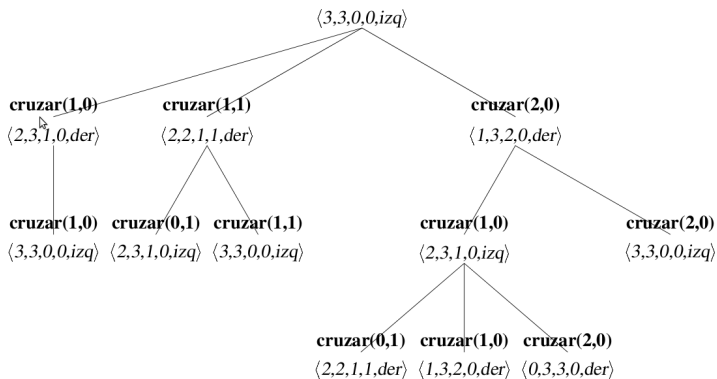 ⟨3,3,0,0,izq⟩
cruzar(1,0) cruzar(1,1) cruzar(2,0)
⟨2,3,1,0,der⟩ ⟨2,2,1,1,der⟩ ⟨1,3,2,0,der⟩
cruzar(1,0) cruzar(0,1) cruzar(1,1) cruzar(1,0) cruzar(2,0)
⟨3,3,0,0,izq⟩ ⟨2,3,1,0,izq⟩ ⟨3,3,0,0,izq⟩ ⟨2,3,1,0,izq⟩ ⟨3,3,0,0,izq⟩
cruzar(0,1) cruzar(1,0) cruzar(2,0)
⟨2,2,1,1,der⟩ ⟨1,3,2,0,der⟩ ⟨0,3,3,0,der⟩